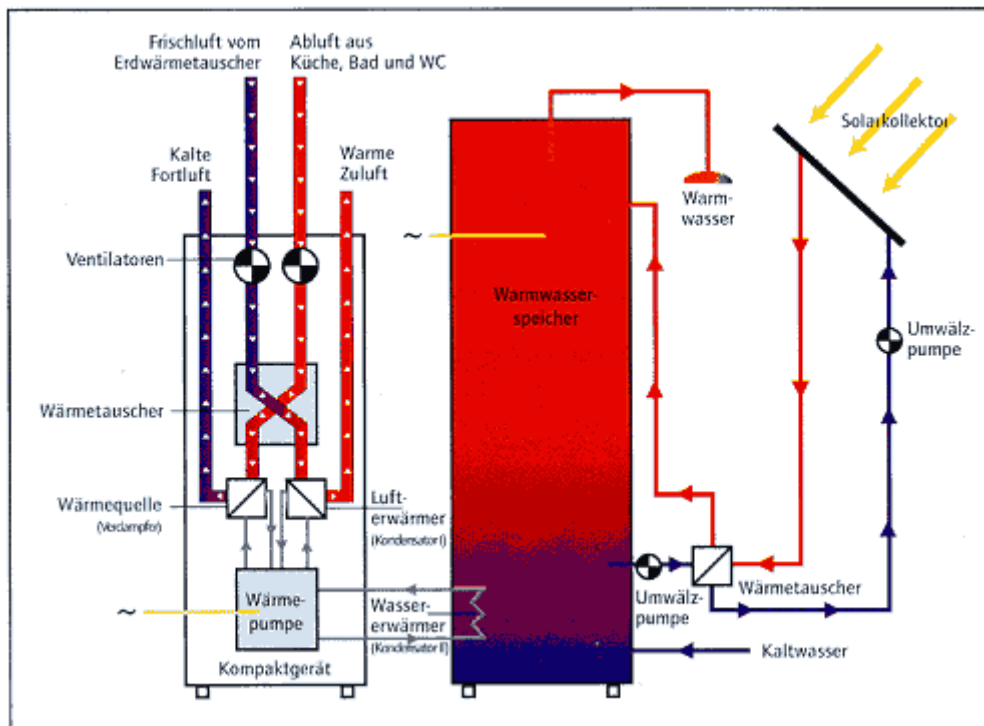 Frischluft vom
Erdwärmetauscher
Abluft aus
Küche, Bad und WC
Kalte
Fortluft
Warme
Zuluft
Solarkollektor
Warm-
wasser
~
Ventilatoren
Warmwasser-
speicher
Umwälz-
pumpe
Wärmetauscher
Wärmequelle
(Verdampfer)
Luft-
erwärmer
(Kondensator I)
Wärme-
pumpe
~
Wasser-
erwärmer
(Kondensator II)
Umwälz-
pumpe
Wärmetauscher
Kaltwasser
Kompaktgerät